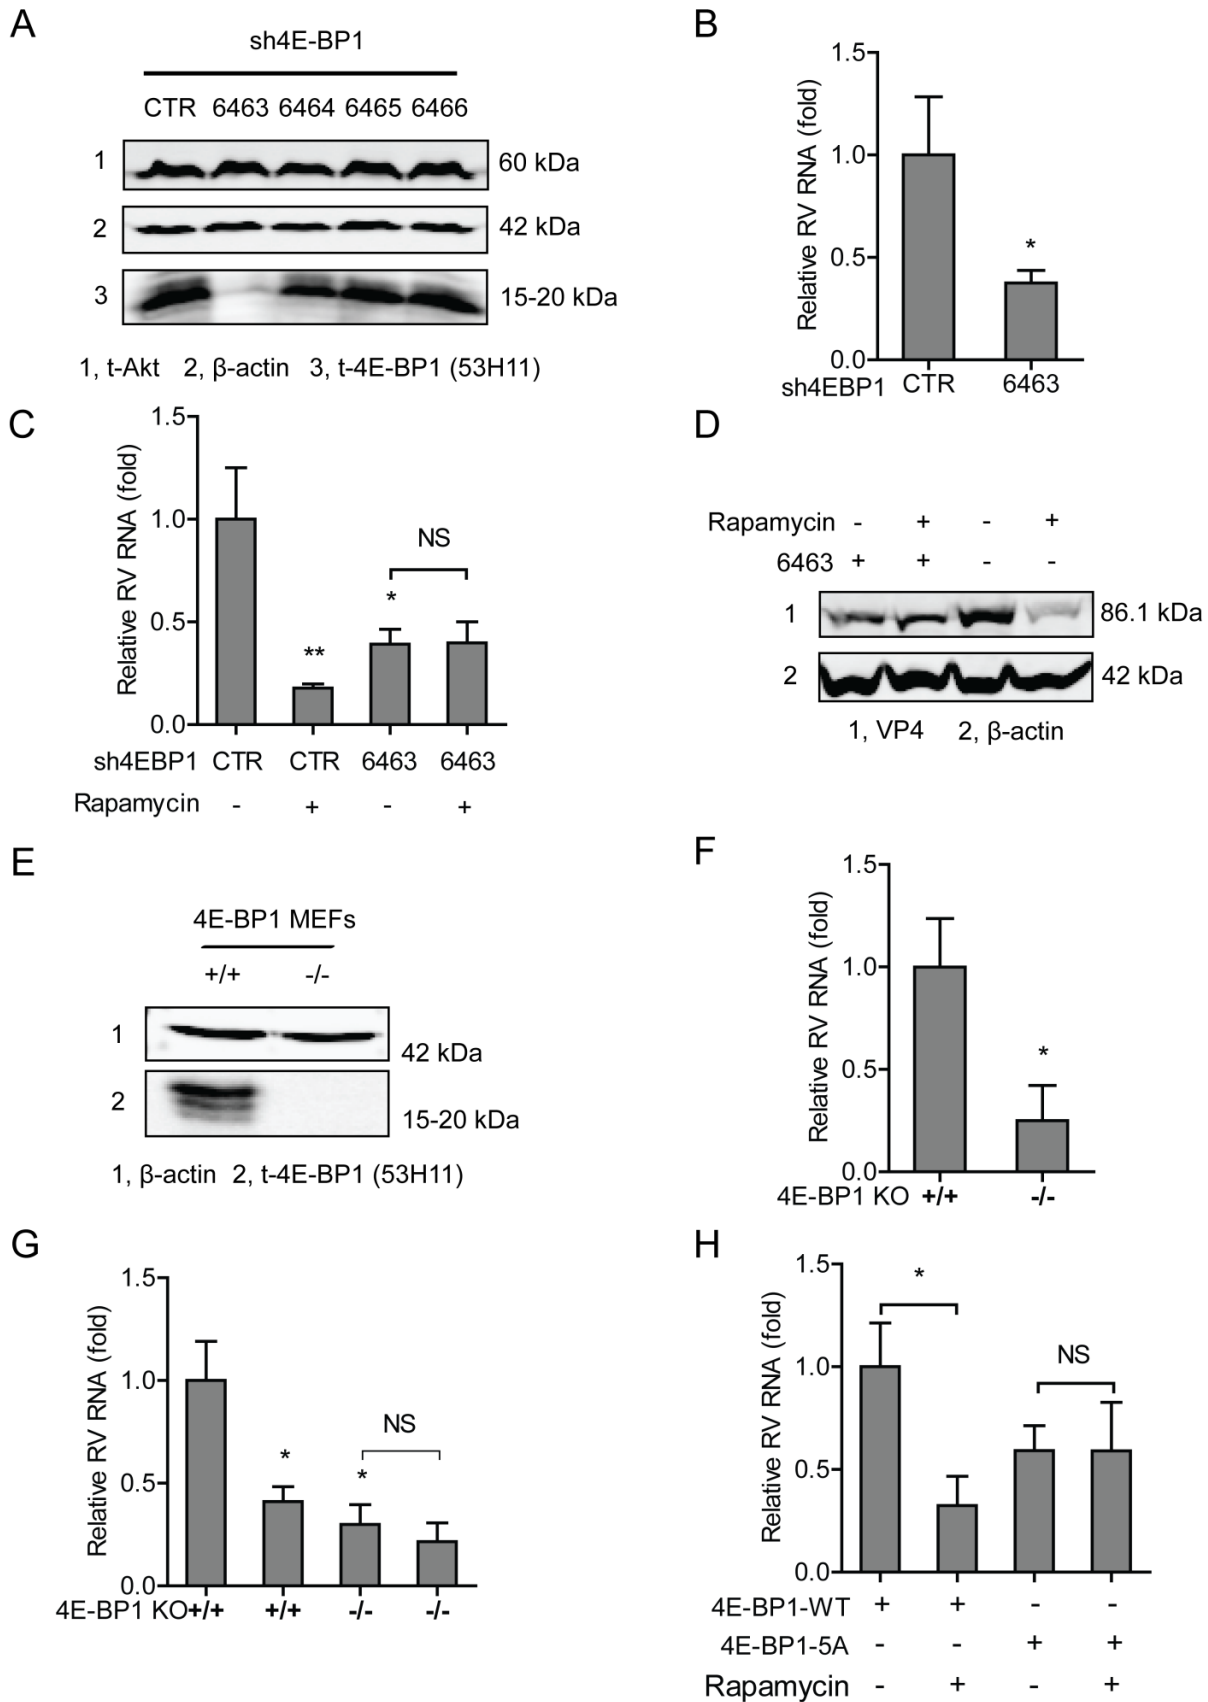 A
sh4E-BP1
CTR 6463 6464 6465 6466
1 60 kDa
2 42 kDa
3 15-20 kDa
1, t-Akt 2, β-actin 3, t-4E-BP1 (53H11)
B
Relative RV RNA (fold)
1.5
1.0
0.5
0.0
*
sh4EBP1 CTR 6463
C
Relative RV RNA (fold)
1.5
1.0
0.5
0.0
**
*
NS
sh4EBP1 CTR CTR 6463 6463
Rapamycin - + - +
D
Rapamycin - + - +
6463 + + - -
1 86.1 kDa
2 42 kDa
1, VP4 2, β-actin
E
4E-BP1 MEFs
+/+ -/-
1 42 kDa
2 15-20 kDa
1, β-actin 2, t-4E-BP1 (53H11)
F
Relative RV RNA (fold)
1.5
1.0
0.5
0.0
*
4E-BP1 KO +/+ -/-
G
Relative RV RNA (fold)
1.5
1.0
0.5
0.0
*
*
NS
4E-BP1 KO+/+ +/+ -/- -/-
H
Relative RV RNA (fold)
1.5
1.0
0.5
0.0
*
NS
4E-BP1-WT + + - -
4E-BP1-5A - - + +
Rapamycin - + - +